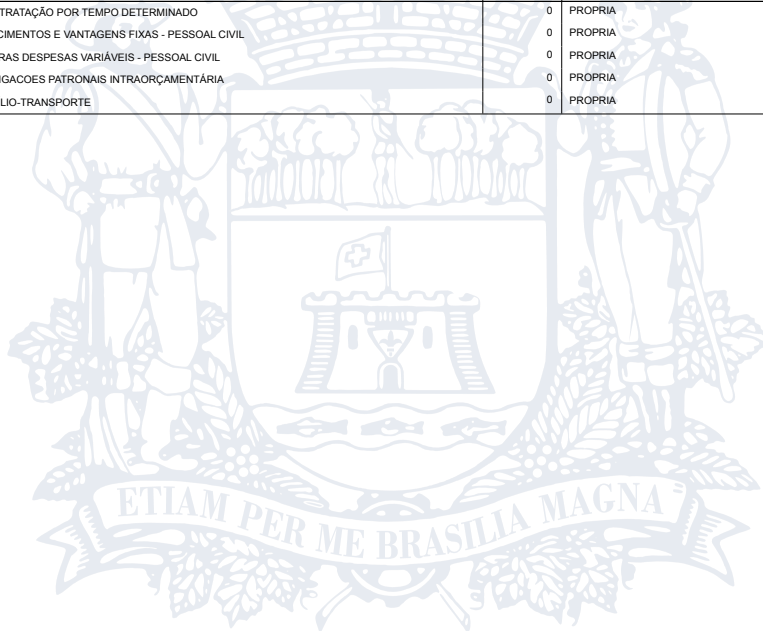 TRATAÇÃO POR TEMPO DETERMINADO 0 PROPRIA
CIMENTOS E VANTAGENS FIXAS - PESSOAL CIVIL 0 PROPRIA
RAS DESPESAS VARIÁVEIS - PESSOAL CIVIL 0 PROPRIA
IGACOES PATRONAIS INTRAORÇAMENTÁRIA 0 PROPRIA
LIO-TRANSPORTE 0 PROPRIA
ETIAM PER ME BRASILIA MAGNA